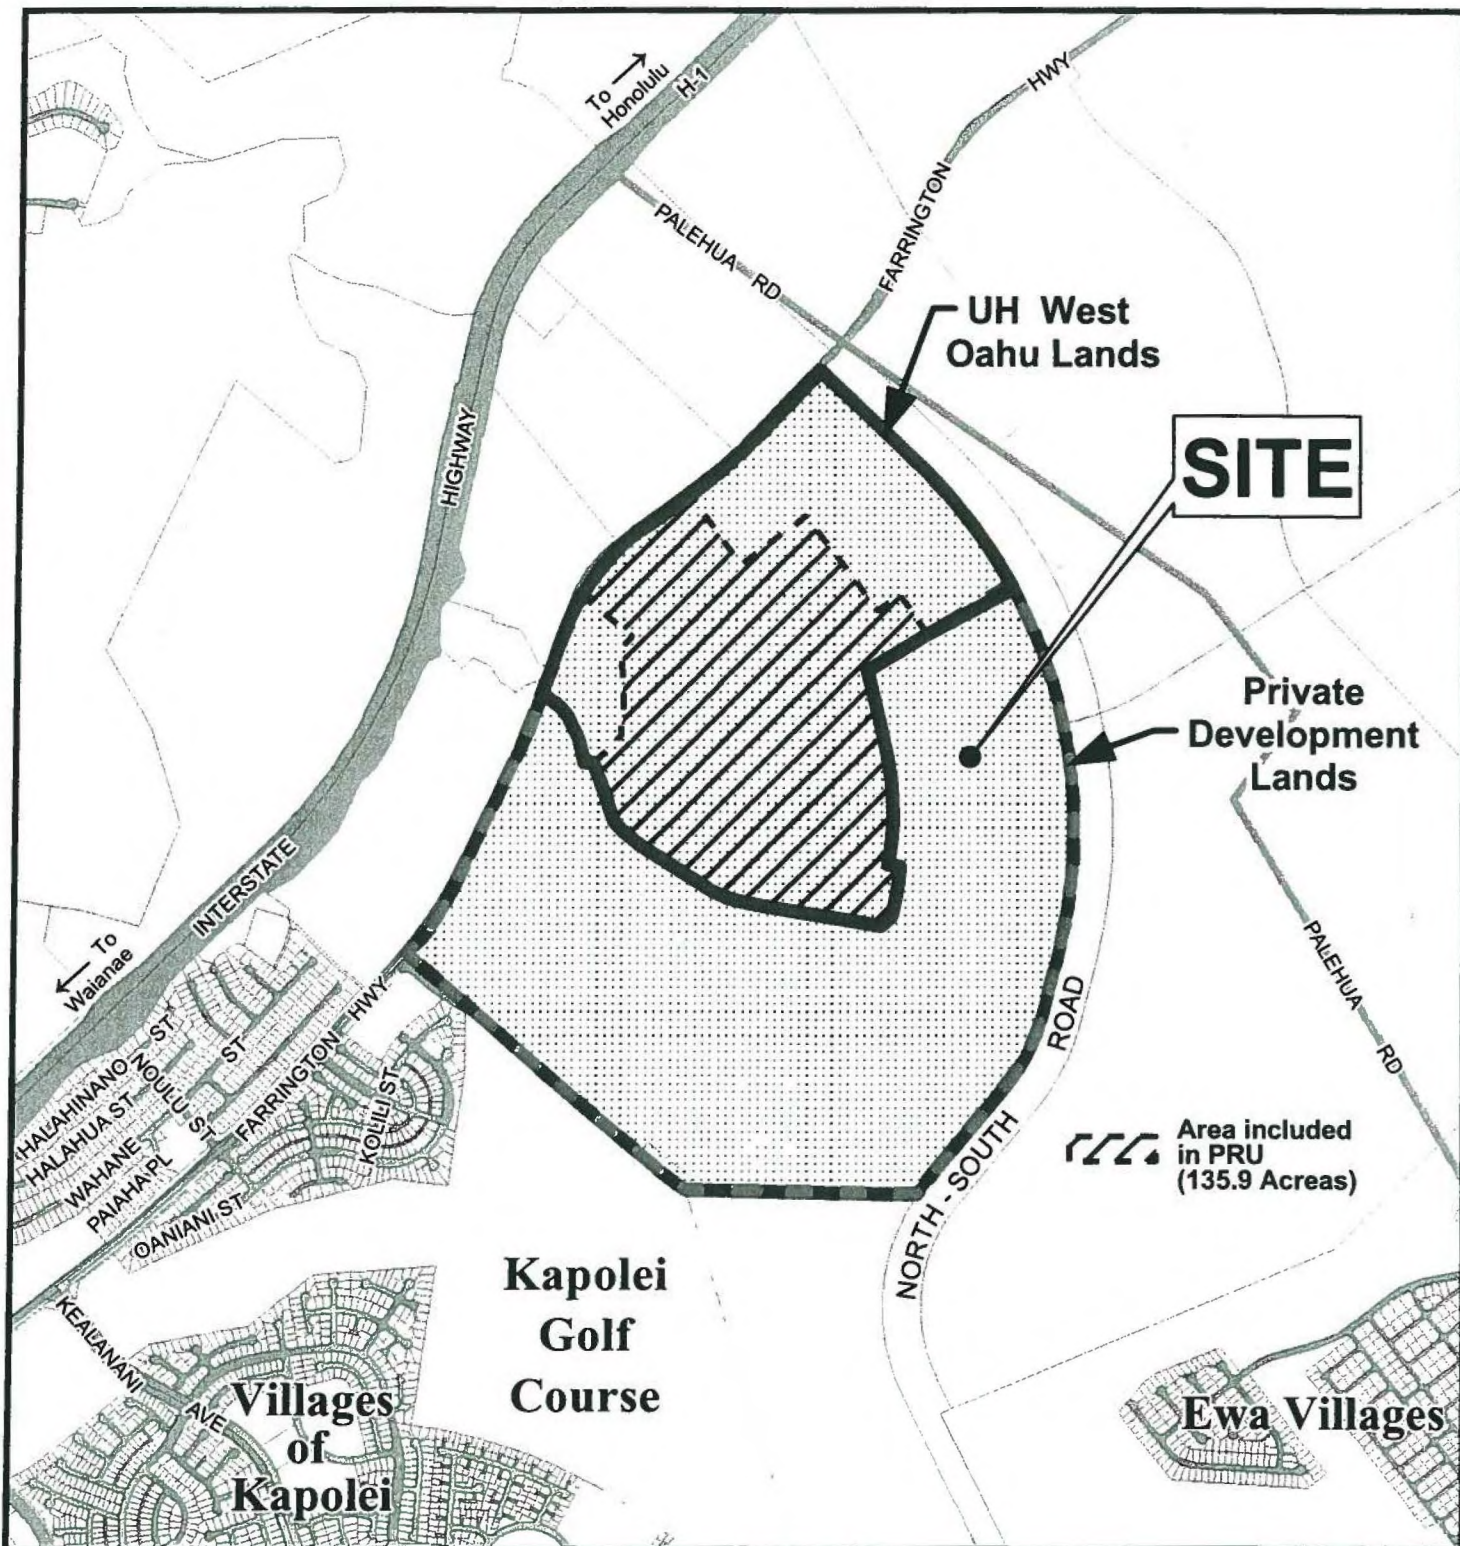 To
Honolulu
H-1
HWY
FARRINGTON
PALEHUA RD
UH West
Oahu Lands
SITE
HIGHWAY
Private
Development
Lands
INTERSTATE
To
Waianae
PALEHUA
RD
ROAD
NORTH - SOUTH
HALAHINANO ST
HALAHUA ST
NOULU ST
WAHANE ST
PAIAHA PL
FARRINGTON HWY
KOLILI ST
OANIANI ST
Area included
in PRU
(135.9 Acreas)
KEALANANI AVE
Kapolei
Golf
Course
Villages
of
Kapolei
Ewa Villages